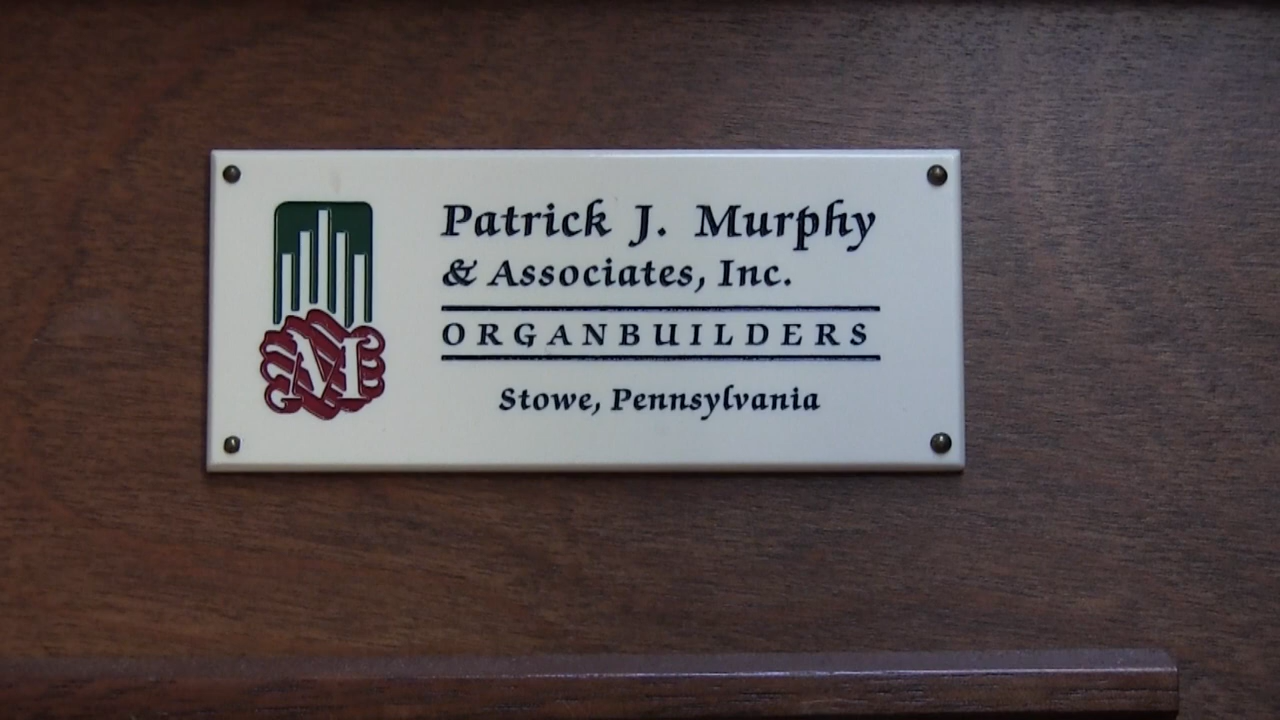 M
Patrick J. Murphy
& Associates, Inc.
ORGANBUILDERS
Stowe, Pennsylvania